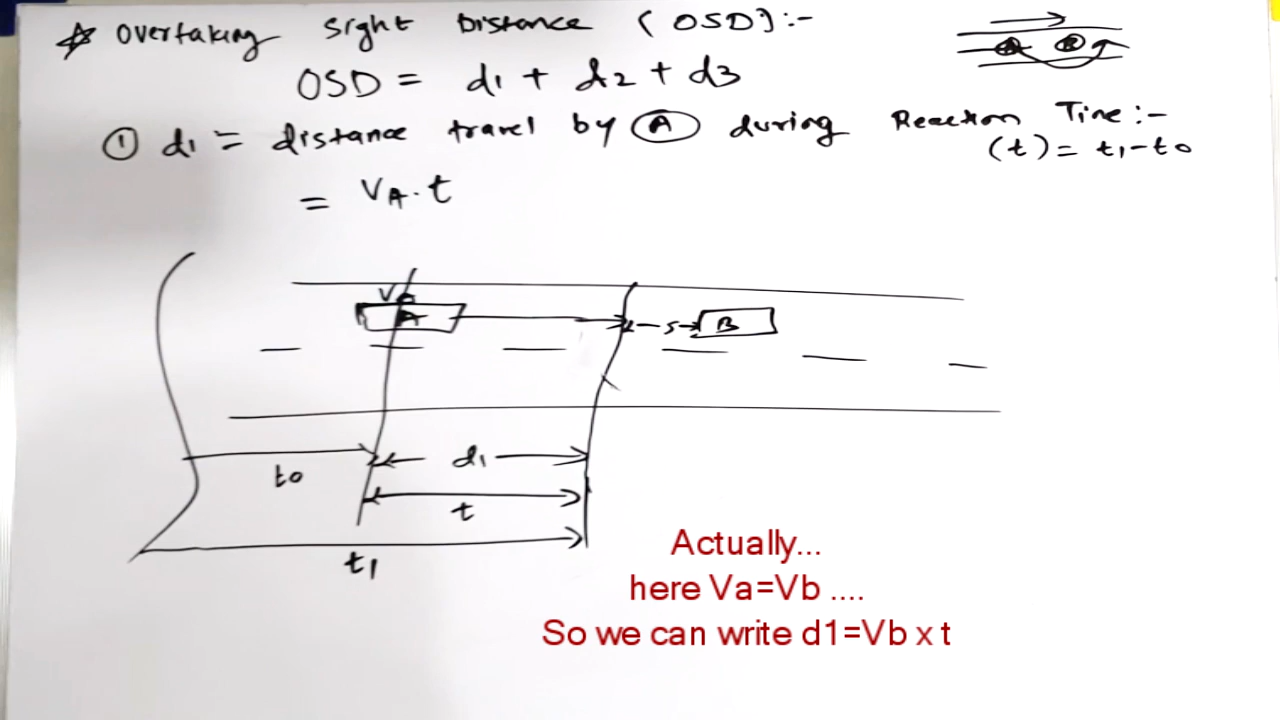 ☆ Overtaking Sight Distance (OSD):-
A B
OSD = d1 + d2 + d3
① d1 = distance travel by Ⓐ during Reaction Time:-
(t) = t1-t0
= VA.t
A
s B
t0 d1
t
t1
Actually...
here Va=Vb ....
So we can write d1=Vb x t